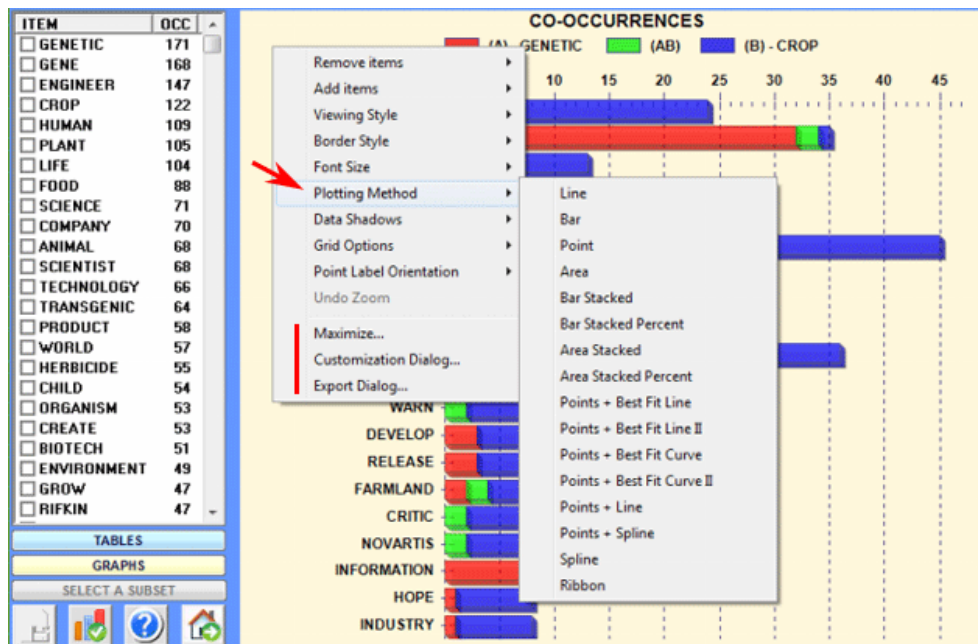 ITEM OCC
GENETIC 171
GENE 168
ENGINEER 147
CROP 122
HUMAN 109
PLANT 105
LIFE 104
FOOD 88
SCIENCE 71
COMPANY 70
ANIMAL 68
SCIENTIST 68
TECHNOLOGY 66
TRANSGENIC 64
PRODUCT 58
WORLD 57
HERBICIDE 55
CHILD 54
ORGANISM 53
CREATE 53
BIOTECH 51
ENVIRONMENT 49
GROW 47
RIFKIN 47
TABLES
GRAPHS
SELECT A SUBSET
CO-OCCURRENCES
(A) - GENETIC (AB) (B) - CROP
10 15 20 25 30 35 40 45
Remove items
Add items
Viewing Style
Border Style
Font Size
Plotting Method
Data Shadows
Grid Options
Point Label Orientation
Undo Zoom
Maximize...
Customization Dialog...
Export Dialog...
Line
Bar
Point
Area
Bar Stacked
Bar Stacked Percent
Area Stacked
Area Stacked Percent
Points + Best Fit Line
Points + Best Fit Line II
Points + Best Fit Curve
Points + Best Fit Curve II
Points + Line
Points + Spline
Spline
Ribbon
WARN
DEVELOP
RELEASE
FARMLAND
CRITIC
NOVARTIS
INFORMATION
HOPE
INDUSTRY